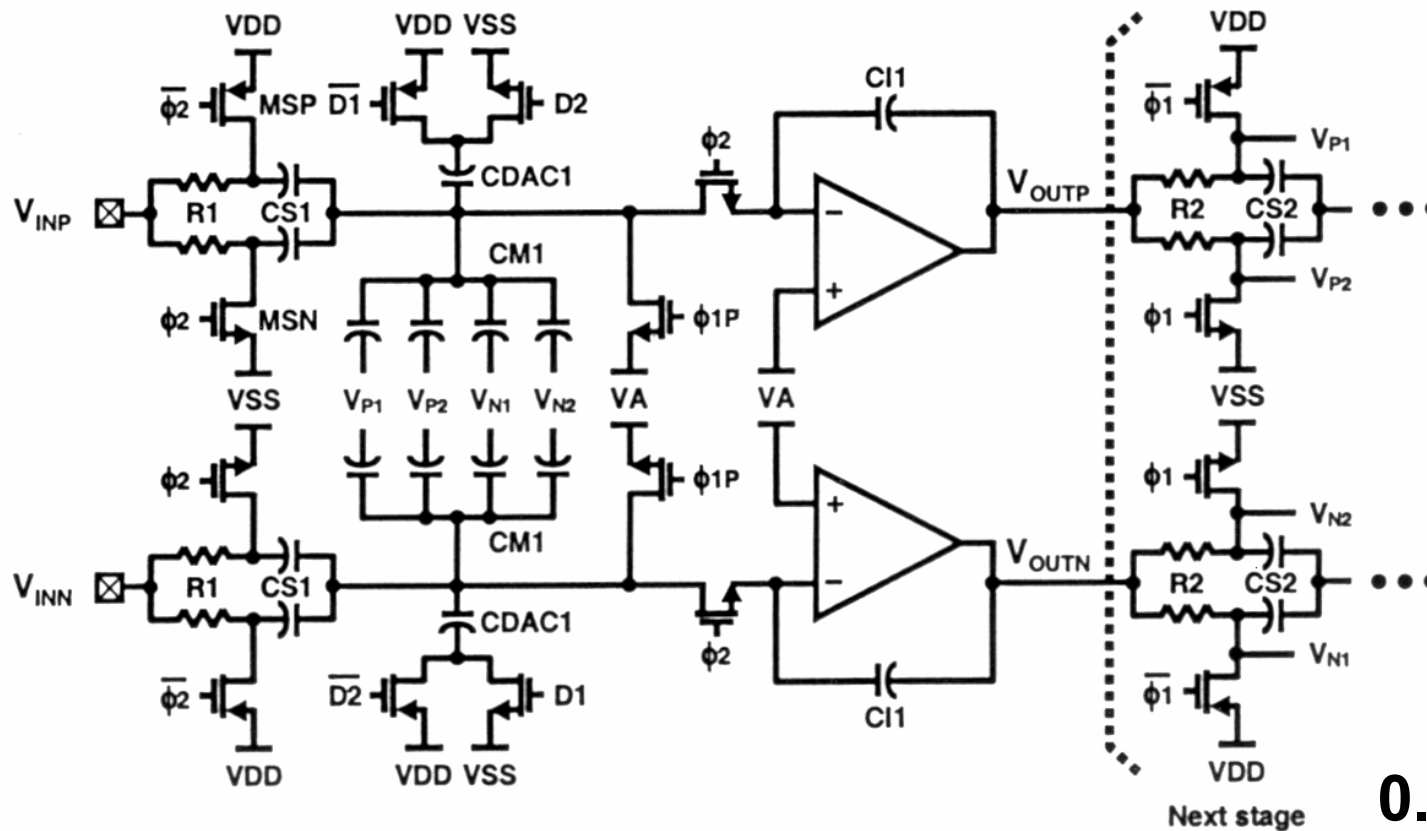 VDD VDD VSS VDD
φ2̅ MSP D1̅ D2 CI1 φ1̅
φ2 VP1
CDAC1
VINP R1 CS1 VOUTP R2 CS2
− 
CM1
+ VP2
φ2 MSN φ1P φ1
VSS VP1 VP2 VN1 VN2 VA VA VSS
φ2 φ1P φ1
+ VN2
CM1
VINN R1 CS1 − VOUTN R2 CS2
CDAC1
φ2 VN1
φ2̅ D2̅ D1 φ1̅
CI1
VDD VDD VSS VDD
Next stage 0.